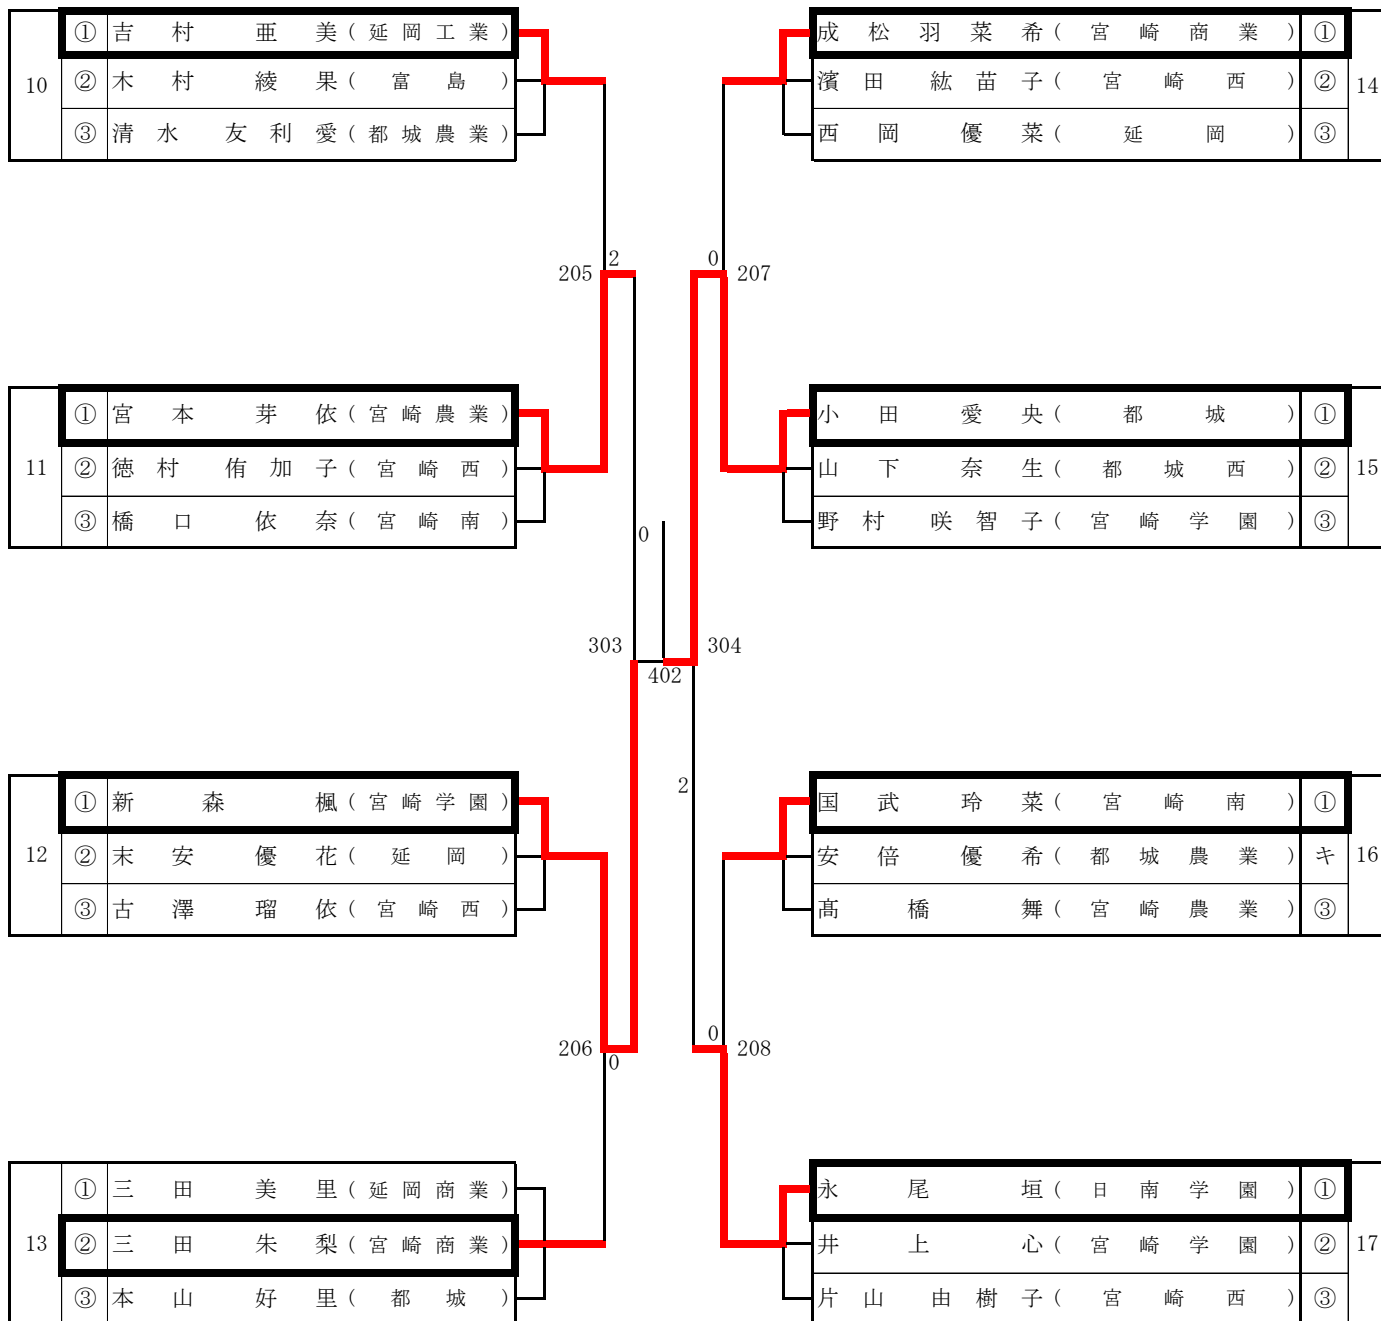 10
① 吉村亜美(延岡工業)
② 木村綾果(富島)
③ 清水友利愛(都城農業)
成松羽菜希(宮崎商業) ①
濱田紘苗子(宮崎西) ②
西岡優菜(延岡) ③
14
205
2
0
207
11
① 宮本芽依(宮崎農業)
② 徳村侑加子(宮崎西)
③ 橋口依奈(宮崎南)
小田愛央(都城) ①
山下奈生(都城西) ②
野村咲智子(宮崎学園) ③
15
0
303
402
304
2
12
① 新森楓(宮崎学園)
② 末安優花(延岡)
③ 古澤瑠依(宮崎西)
国武玲菜(宮崎南) ①
安倍優希(都城農業) キ
髙橋舞(宮崎農業) ③
16
206
0
0
208
13
① 三田美里(延岡商業)
② 三田朱梨(宮崎商業)
③ 本山好里(都城)
永尾垣(日南学園) ①
井上心(宮崎学園) ②
片山由樹子(宮崎西) ③
17